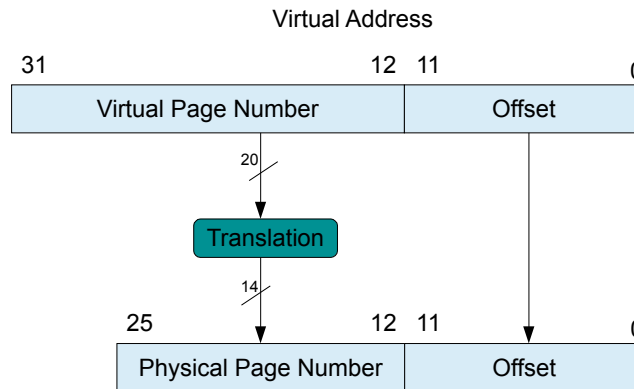 Virtual Address
31 12 11 0
Virtual Page Number Offset
20
Translation
14
25 12 11 0
Physical Page Number Offset